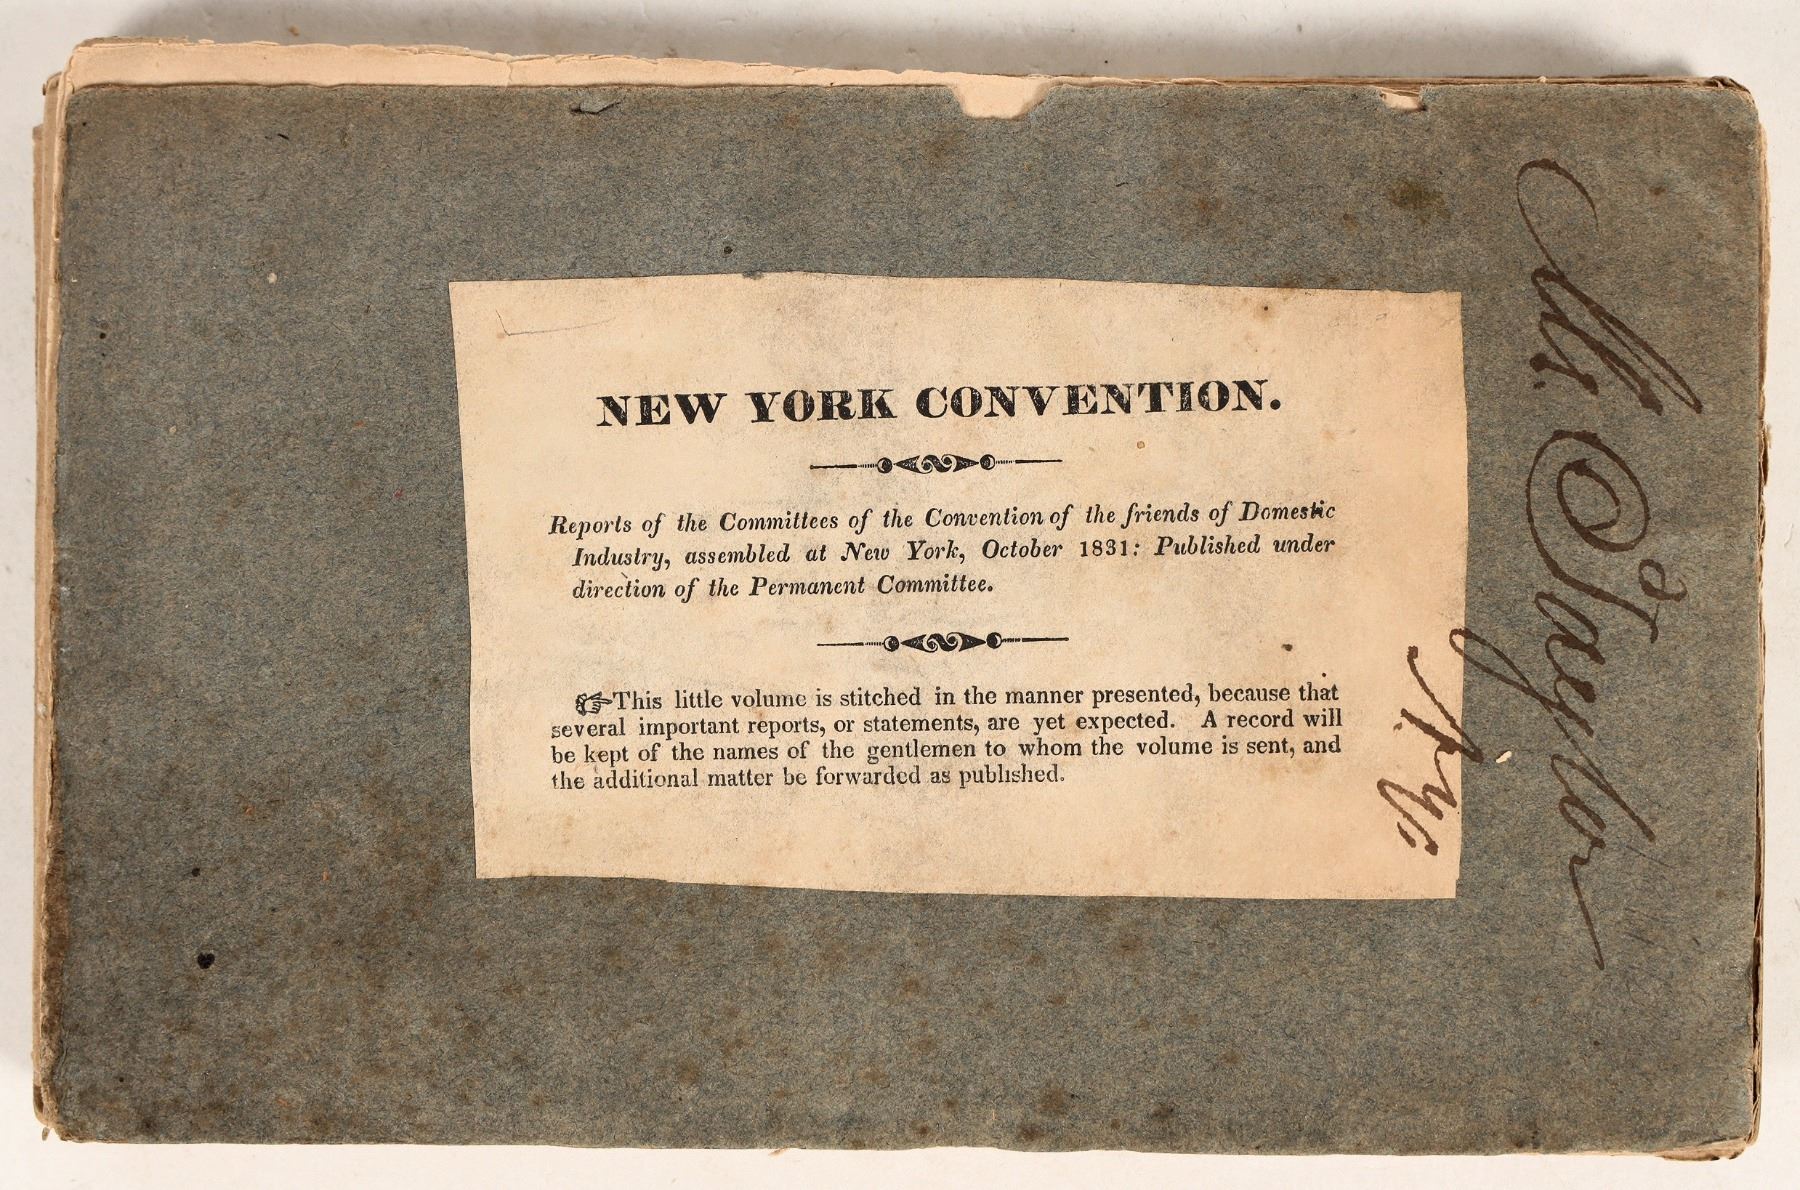 NEW YORK CONVENTION.
Reports of the Committees of the Convention of the friends of Domestic
Industry, assembled at New York, October 1831: Published under
direction of the Permanent Committee.
☞This little volume is stitched in the manner presented, because that
several important reports, or statements, are yet expected. A record will
be kept of the names of the gentlemen to whom the volume is sent, and
the additional matter be forwarded as published.
Taylor